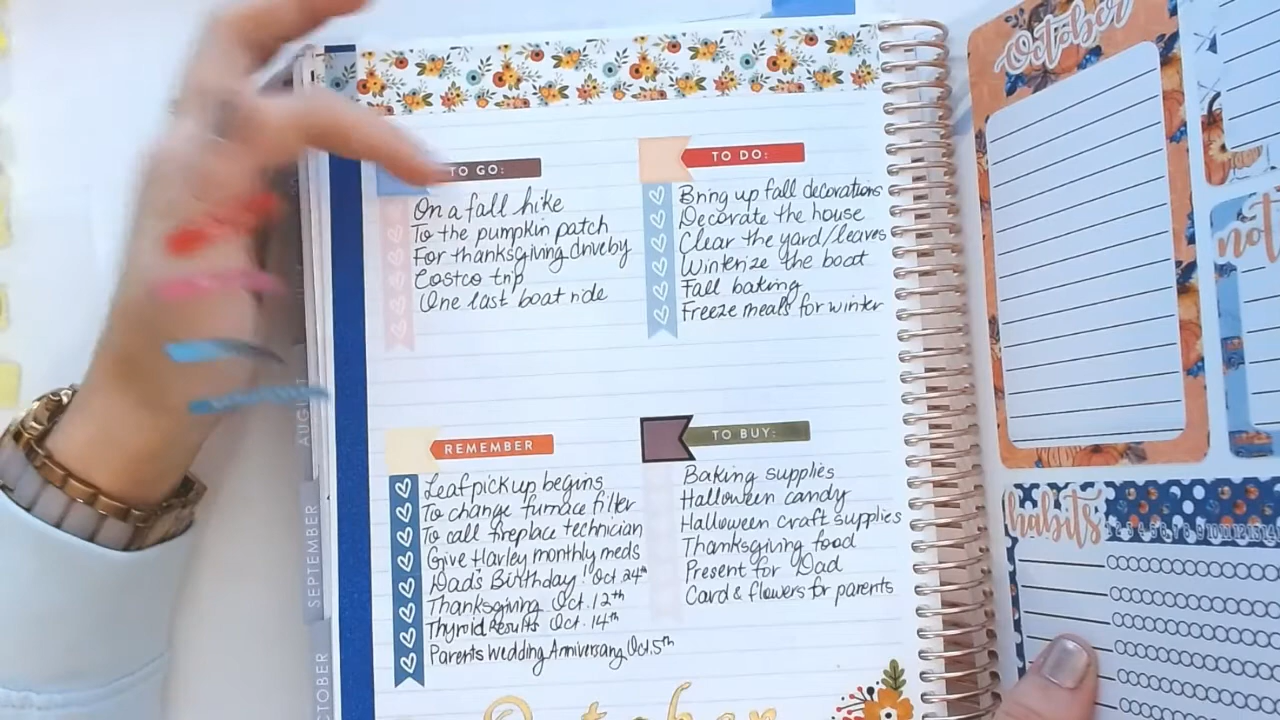 TO GO:
On a fall hike
To the pumpkin patch
For thanksgiving driveby
Costco trip
One last boat ride
TO DO:
Bring up fall decorations
Decorate the house
Clear the yard/leaves
Winterize the boat
Fall baking
Freeze meals for winter
REMEMBER
Leaf pick up begins
To change furnace filter
To call fireplace technician
Give Harley monthly meds
Dad's Birthday! Oct 24th
Thanksgiving Oct. 12th
Thyroid Results Oct. 14th
Parents Wedding Anniversary Oct. 5th
TO BUY:
Baking supplies
Halloween candy
Halloween craft supplies
Thanksgiving food
Present for Dad
Card & flowers for parents
October
AUGUST
SEPTEMBER
OCTOBER
October
not
habits